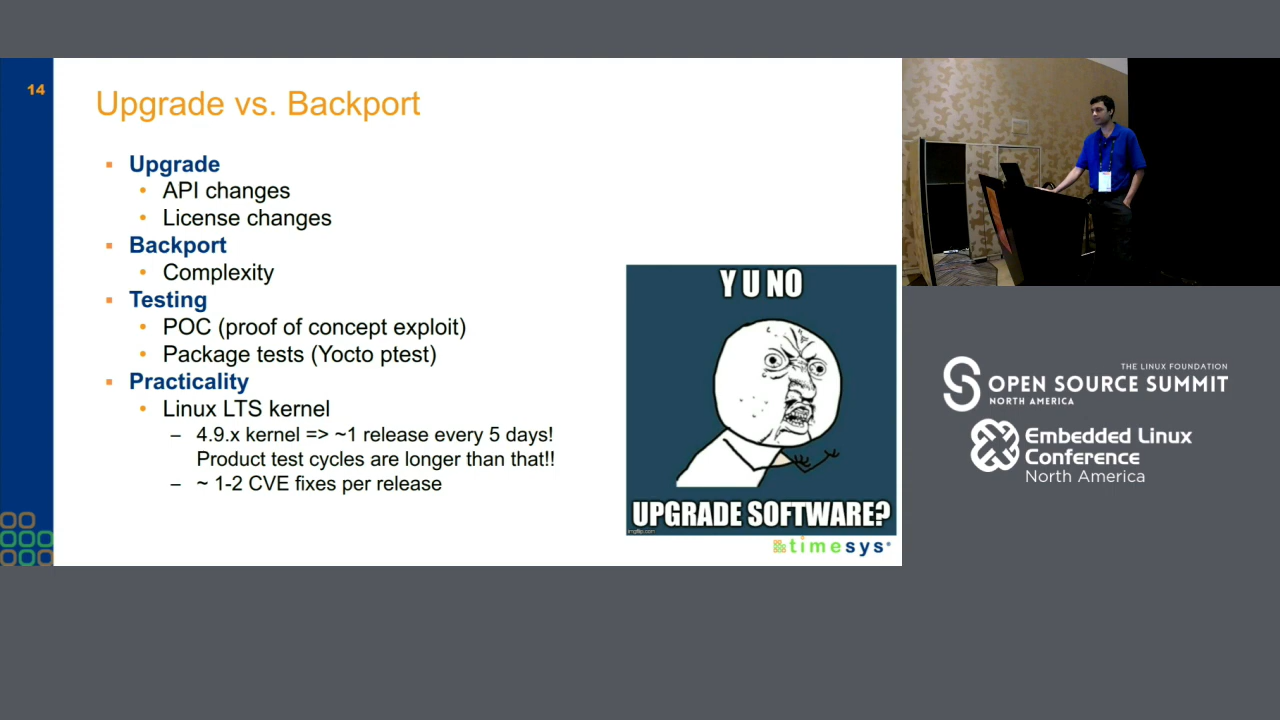 14
Upgrade vs. Backport
▪ Upgrade
• API changes
• License changes
▪ Backport
• Complexity
▪ Testing
• POC (proof of concept exploit)
• Package tests (Yocto ptest)
▪ Practicality
• Linux LTS kernel
– 4.9.x kernel => ~1 release every 5 days!
Product test cycles are longer than that!!
– ~ 1-2 CVE fixes per release
Y U NO
UPGRADE SOFTWARE?
imgflip.com
timesys
THE LINUX FOUNDATION
OPEN SOURCE SUMMIT
NORTH AMERICA
Embedded Linux
Conference
North America